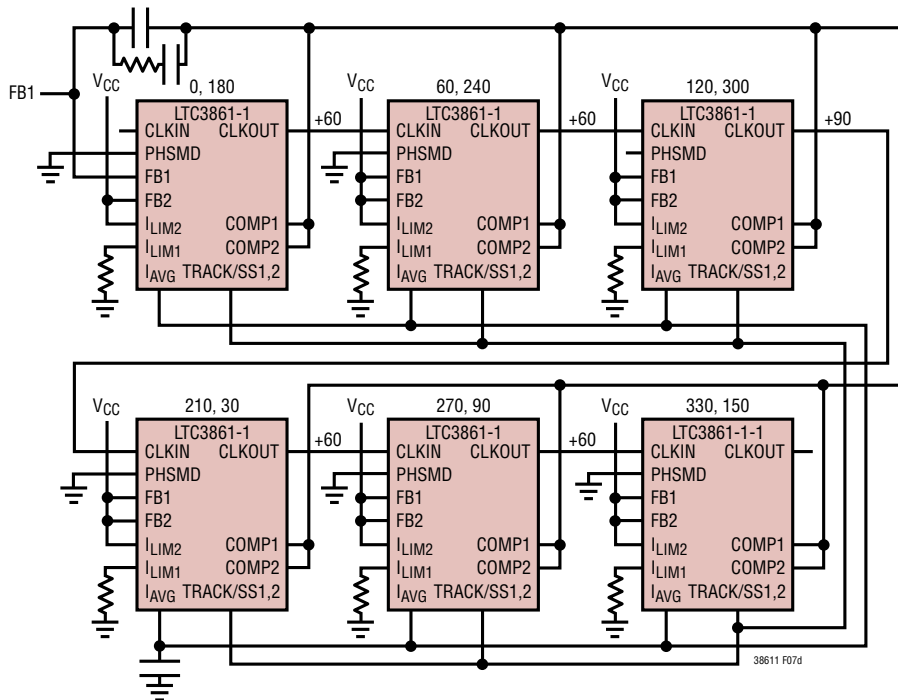 FB1
VCC
0, 180
LTC3861-1
CLKIN CLKOUT
+60
PHSMD
FB1
FB2
ILIM2 COMP1
ILIM1 COMP2
IAVG TRACK/SS1,2
VCC
60, 240
LTC3861-1
CLKIN CLKOUT
+60
PHSMD
FB1
FB2
ILIM2 COMP1
ILIM1 COMP2
IAVG TRACK/SS1,2
VCC
120, 300
LTC3861-1
CLKIN CLKOUT
+90
PHSMD
FB1
FB2
ILIM2 COMP1
ILIM1 COMP2
IAVG TRACK/SS1,2
VCC
210, 30
LTC3861-1
CLKIN CLKOUT
+60
PHSMD
FB1
FB2
ILIM2 COMP1
ILIM1 COMP2
IAVG TRACK/SS1,2
VCC
270, 90
LTC3861-1
CLKIN CLKOUT
+60
PHSMD
FB1
FB2
ILIM2 COMP1
ILIM1 COMP2
IAVG TRACK/SS1,2
VCC
330, 150
LTC3861-1-1
CLKIN CLKOUT
PHSMD
FB1
FB2
ILIM2 COMP1
ILIM1 COMP2
IAVG TRACK/SS1,2
38611 F07d